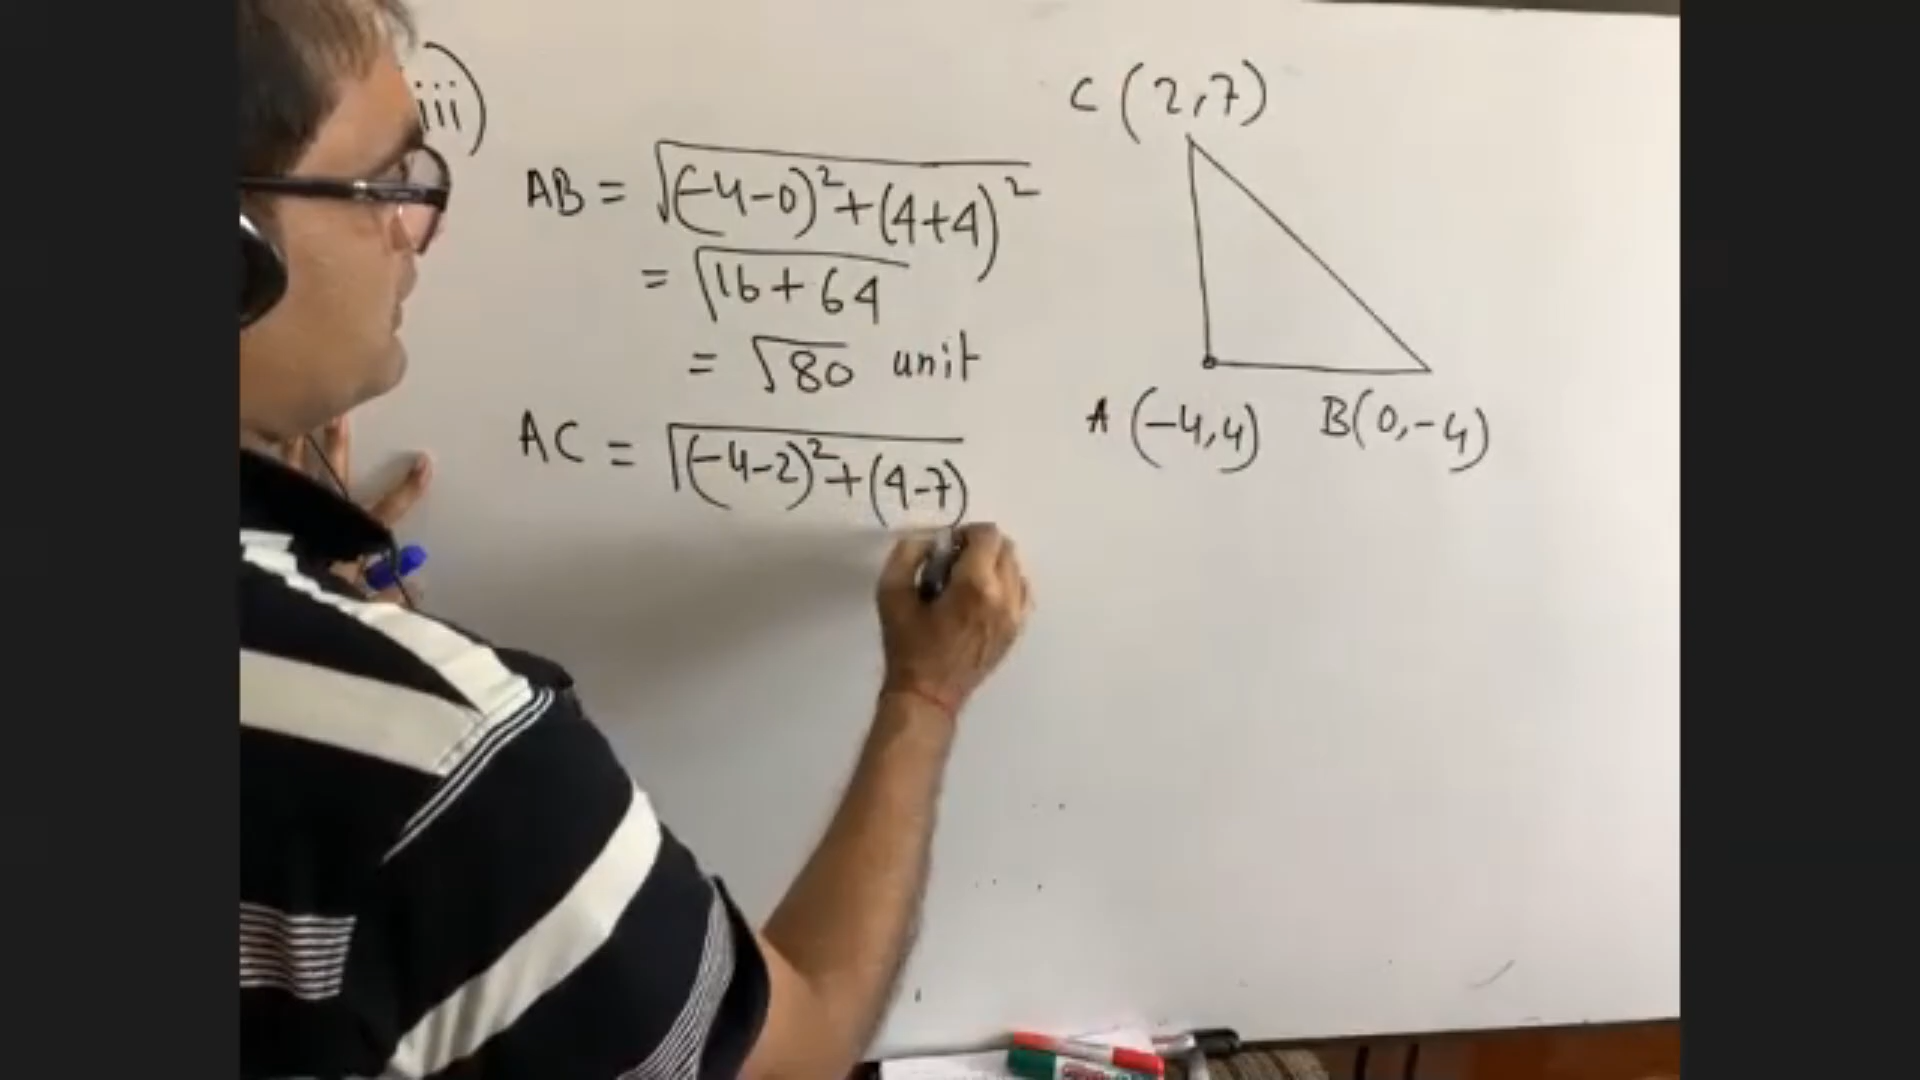 iii)
AB = √(-4-0)²+(4+4)²
= √16+64
= √80 unit
AC = √(-4-2)²+(4-7)
C (2,7)
A (-4,4) B(0,-4)